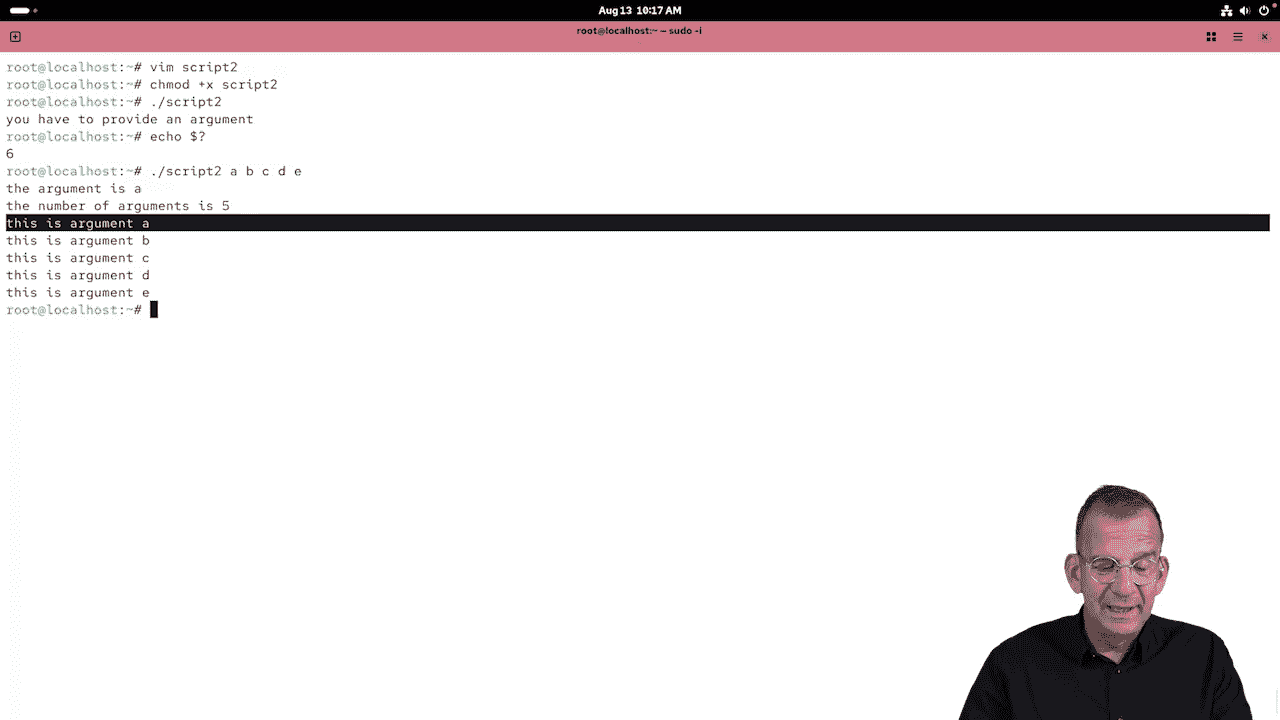 Aug 13 10:17 AM
root@localhost:~ — sudo -i
root@localhost:~# vim script2
root@localhost:~# chmod +x script2
root@localhost:~# ./script2
you have to provide an argument
root@localhost:~# echo $?
6
root@localhost:~# ./script2 a b c d e
the argument is a
the number of arguments is 5
this is argument a
this is argument b
this is argument c
this is argument d
this is argument e
root@localhost:~#